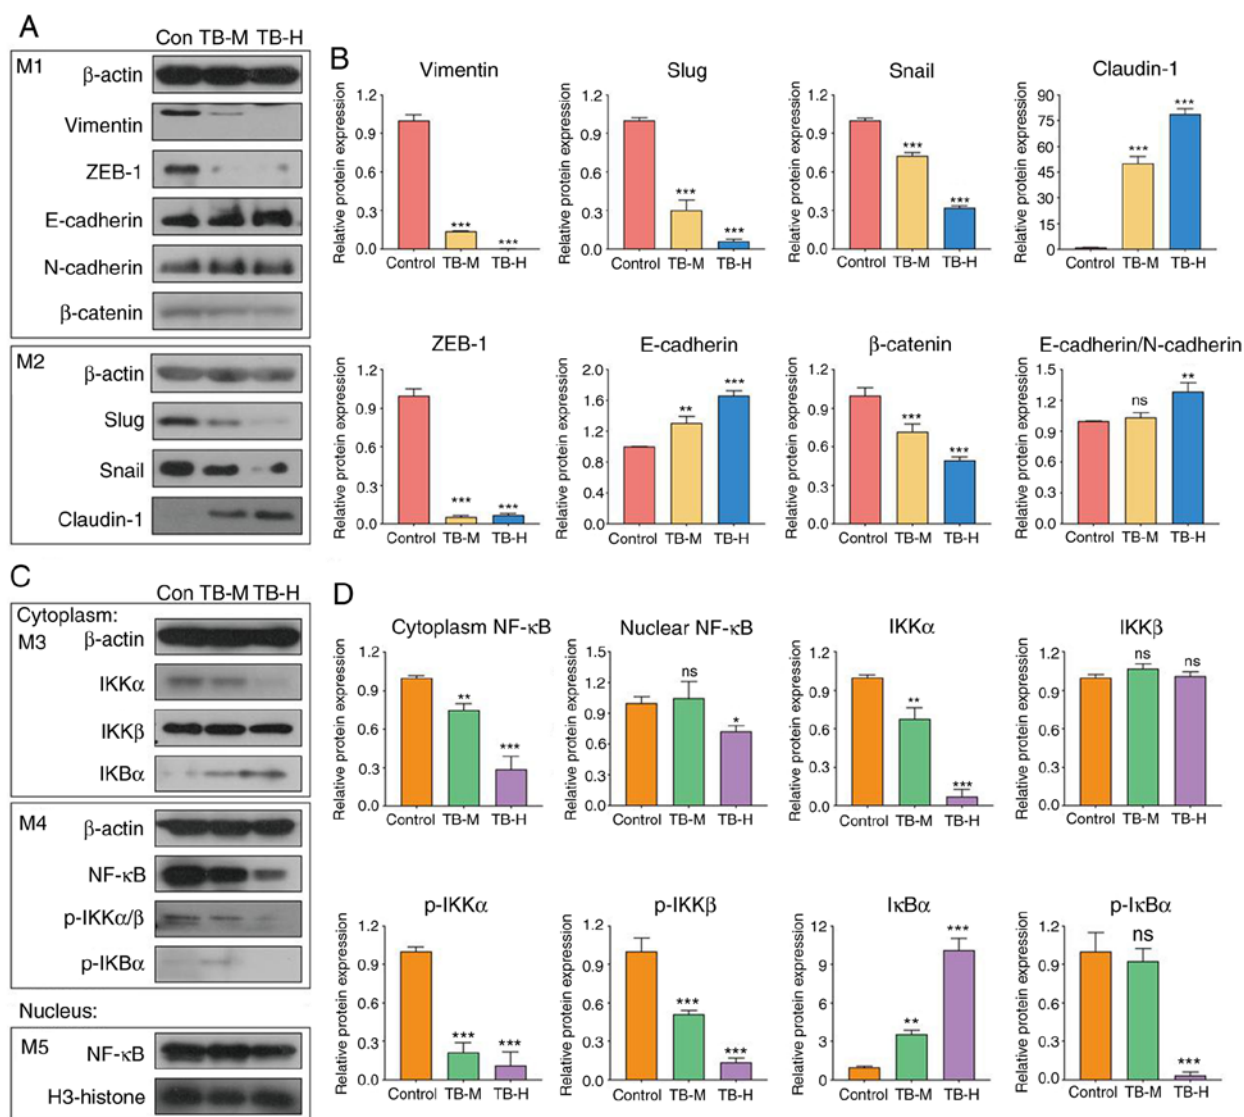 A
Con TB-M TB-H
M1
β-actin
Vimentin
ZEB-1
E-cadherin
N-cadherin
β-catenin
M2
β-actin
Slug
Snail
Claudin-1
B
Vimentin
Relative protein expression
1.2
0.9
0.6
0.3
0.0
***
***
Control TB-M TB-H
Slug
Relative protein expression
1.2
0.9
0.6
0.3
0.0
***
***
Control TB-M TB-H
Snail
Relative protein expression
1.2
0.9
0.6
0.3
0.0
***
***
Control TB-M TB-H
Claudin-1
Relative protein expression
90
75
60
45
30
15
0
***
***
Control TB-M TB-H
ZEB-1
Relative protein expression
1.2
0.9
0.6
0.3
0.0
***
***
Control TB-M TB-H
E-cadherin
Relative protein expression
2.0
1.6
1.2
0.8
0.4
0.0
**
***
Control TB-M TB-H
β-catenin
Relative protein expression
1.2
0.9
0.6
0.3
0.0
***
***
Control TB-M TB-H
E-cadherin/N-cadherin
Relative protein expression
1.5
1.2
0.9
0.6
0.3
0.0
ns
**
Control TB-M TB-H
C
Con TB-M TB-H
Cytoplasm:
M3
β-actin
IKKα
IKKβ
IKBα
M4
β-actin
NF-κB
p-IKKα/β
p-IKBα
Nucleus:
M5
NF-κB
H3-histone
D
Cytoplasm NF-κB
Relative protein expression
1.2
0.9
0.6
0.3
0.0
**
***
Control TB-M TB-H
Nuclear NF-κB
Relative protein expression
1.5
1.2
0.9
0.6
0.3
0.0
ns
*
Control TB-M TB-H
IKKα
Relative protein expression
1.2
0.9
0.6
0.3
0.0
**
***
Control TB-M TB-H
IKKβ
Relative protein expression
1.2
0.9
0.6
0.3
0.0
ns
ns
Control TB-M TB-H
p-IKKα
Relative protein expression
1.2
0.9
0.6
0.3
0.0
***
***
Control TB-M TB-H
p-IKKβ
Relative protein expression
1.2
0.9
0.6
0.3
0.0
***
***
Control TB-M TB-H
IκBα
Relative protein expression
12
9
6
3
0
**
***
Control TB-M TB-H
p-IκBα
Relative protein expression
1.2
0.9
0.6
0.3
0.0
ns
***
Control TB-M TB-H